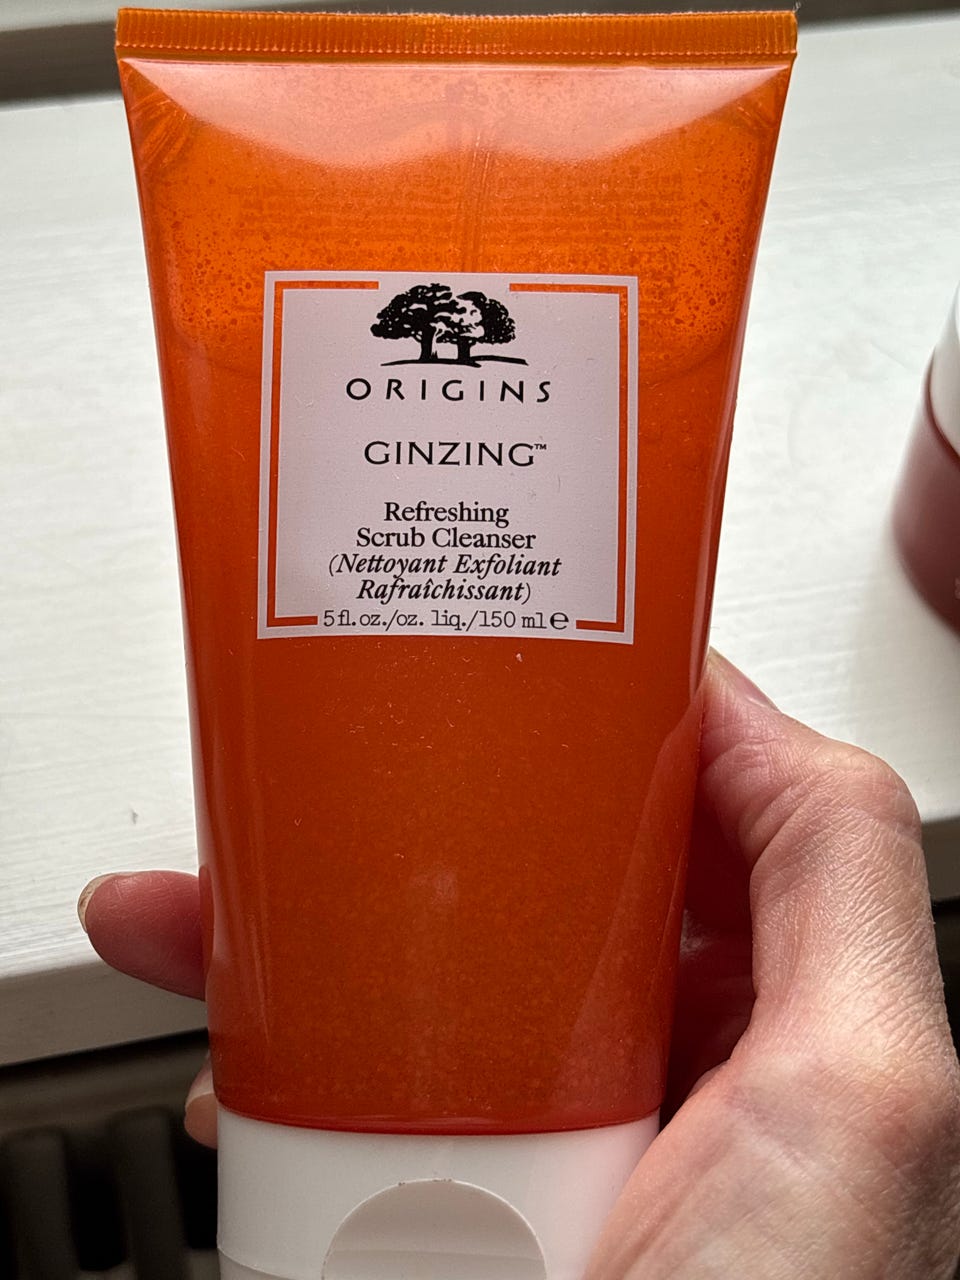 ORIGINS
GINZING™
Refreshing
Scrub Cleanser
(Nettoyant Exfoliant
Rafraîchissant)
5 fl. oz./oz. liq./150 ml e